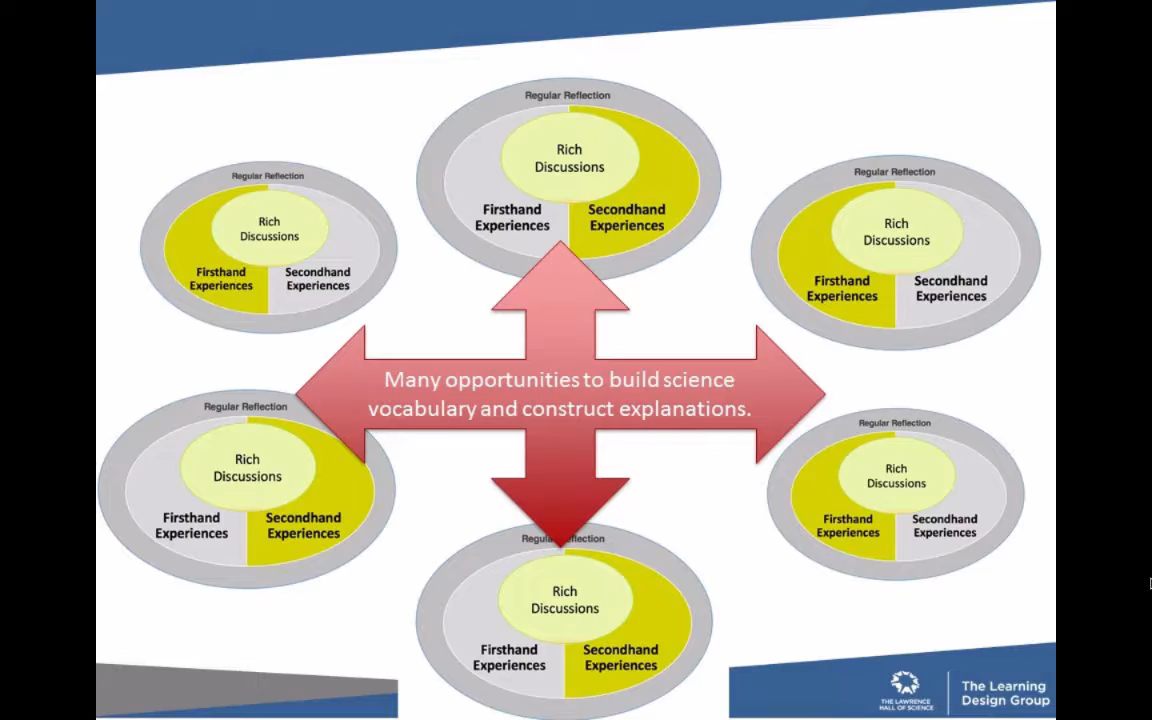 Regular Reflection
Rich
Discussions
Firsthand
Experiences
Secondhand
Experiences
Regular Reflection
Rich
Discussions
Firsthand
Experiences
Secondhand
Experiences
Regular Reflection
Rich
Discussions
Firsthand
Experiences
Secondhand
Experiences
Many opportunities to build science
vocabulary and construct explanations.
Regular Reflection
Rich
Discussions
Firsthand
Experiences
Secondhand
Experiences
Regular Reflection
Rich
Discussions
Firsthand
Experiences
Secondhand
Experiences
Rich
Discussions
Firsthand
Experiences
Secondhand
Experiences
THE LAWRENCE
HALL OF SCIENCE
The Learning
Design Group